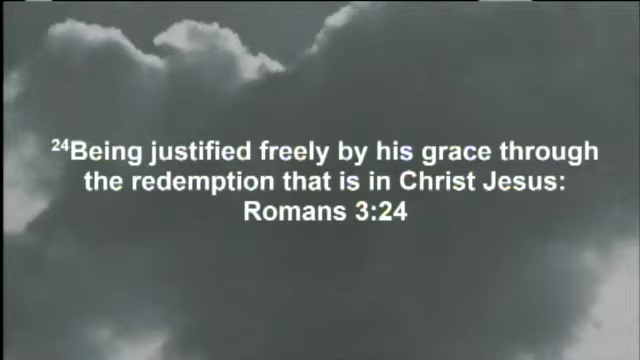 ²⁴Being justified freely by his grace through
the redemption that is in Christ Jesus:
Romans 3:24